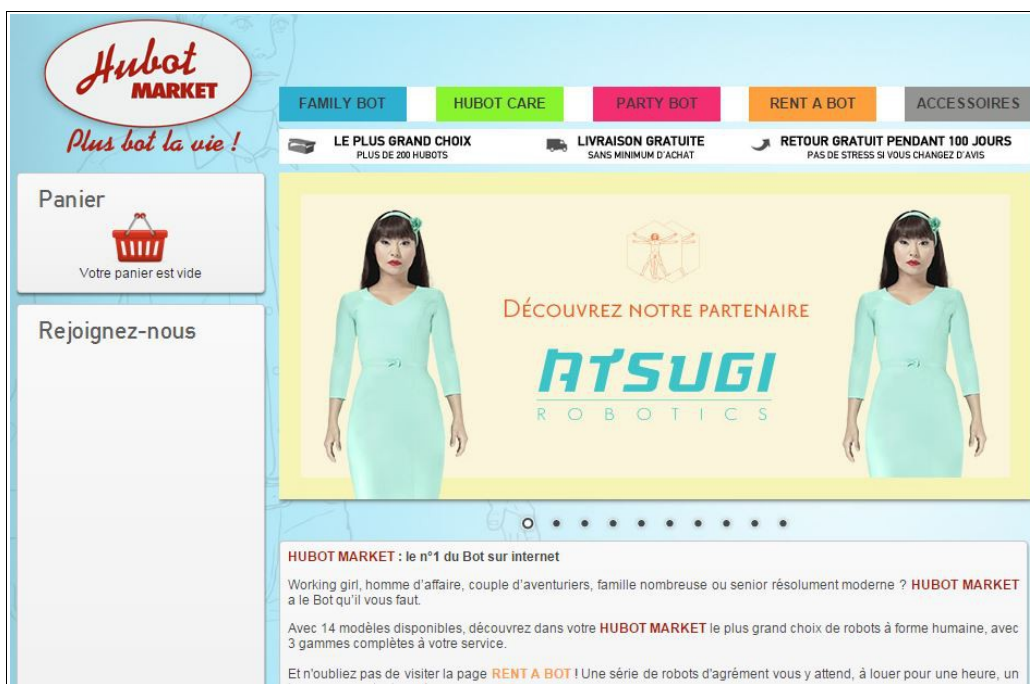 Hubot
MARKET
Plus bot la vie !
FAMILY BOT
HUBOT CARE
PARTY BOT
RENT A BOT
ACCESSOIRES
LE PLUS GRAND CHOIX
PLUS DE 200 HUBOTS
LIVRAISON GRATUITE
SANS MINIMUM D'ACHAT
RETOUR GRATUIT PENDANT 100 JOURS
PAS DE STRESS SI VOUS CHANGEZ D'AVIS
Panier
Votre panier est vide
Rejoignez-nous
DÉCOUVREZ NOTRE PARTENAIRE
ATSUGI
ROBOTICS
HUBOT MARKET : le n°1 du Bot sur internet
Working girl, homme d'affaire, couple d'aventuriers, famille nombreuse ou senior résolument moderne ? HUBOT MARKET
a le Bot qu'il vous faut.
Avec 14 modèles disponibles, découvrez dans votre HUBOT MARKET le plus grand choix de robots à forme humaine, avec
3 gammes complètes à votre service.
Et n'oubliez pas de visiter la page RENT A BOT ! Une série de robots d'agrément vous y attend, à louer pour une heure, un